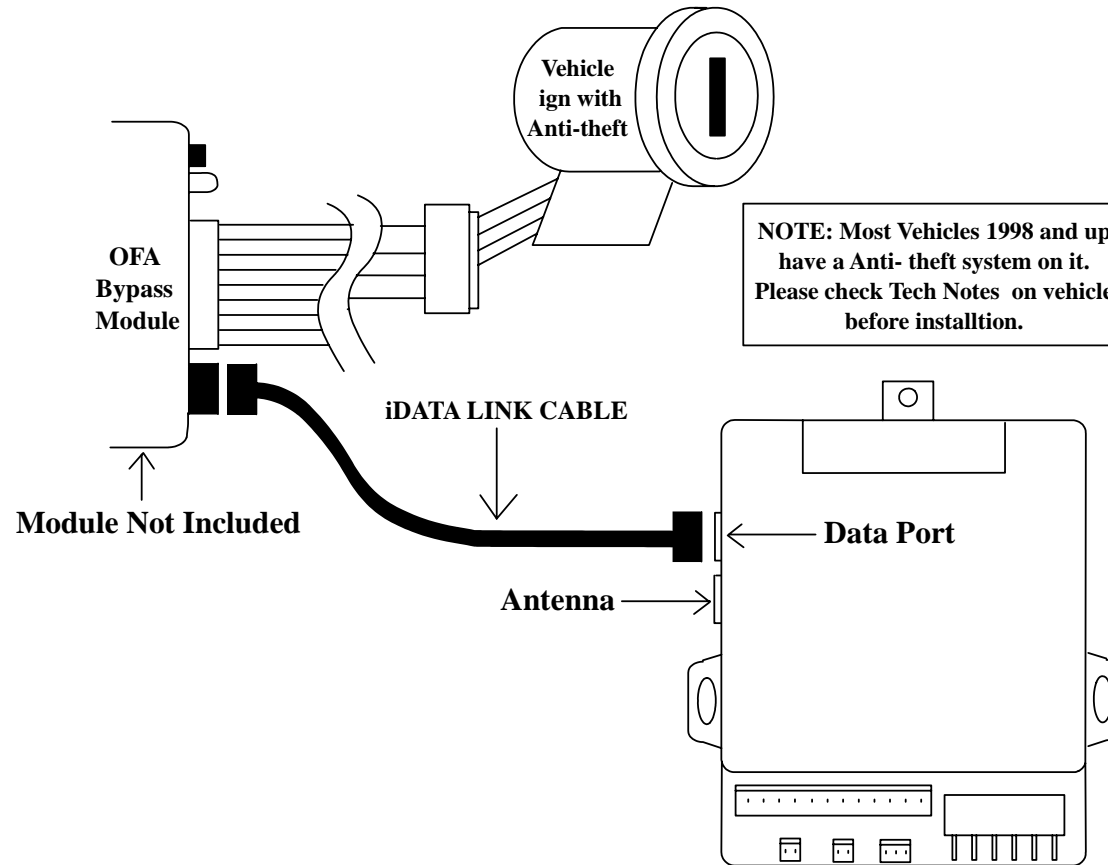 Vehicle
ign with
Anti-theft
OFA
Bypass
Module
NOTE: Most Vehicles 1998 and up
have a Anti- theft system on it.
Please check Tech Notes on vehicle
before installtion.
iDATA LINK CABLE
Module Not Included
Data Port
Antenna